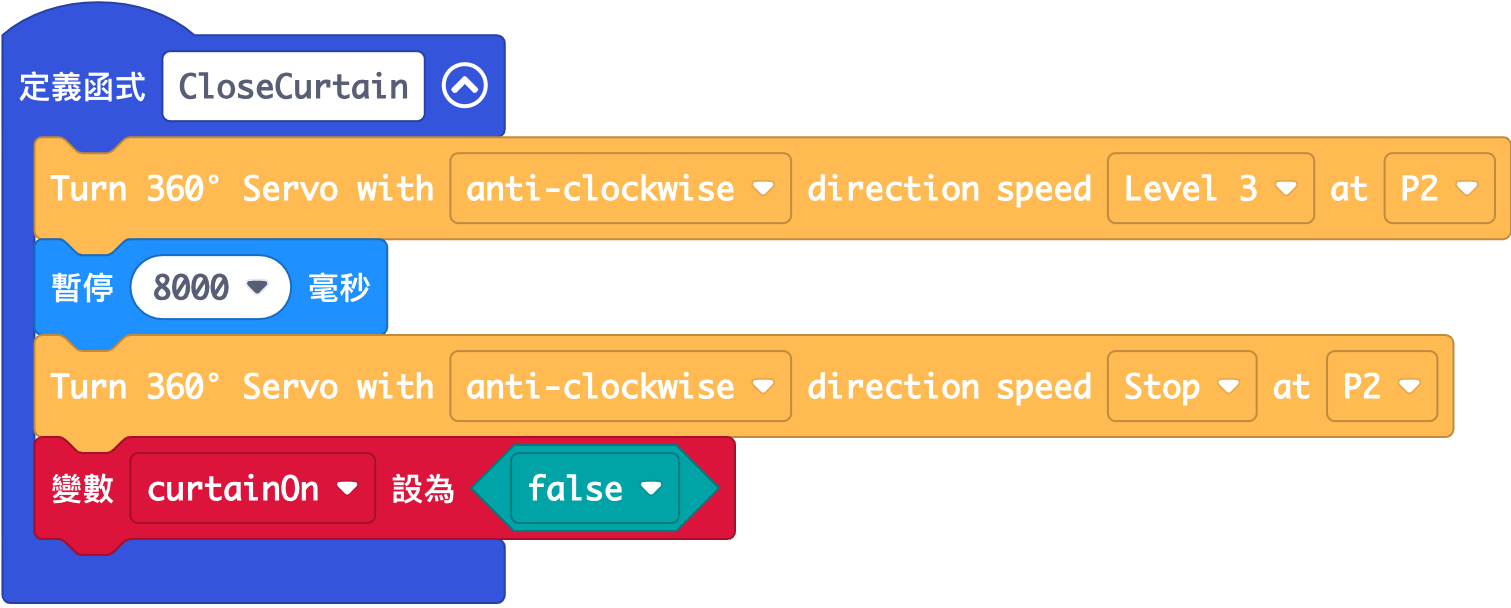 定義函式 CloseCurtain
Turn 360° Servo with anti-clockwise direction speed Level 3 at P2
暫停 8000 毫秒
Turn 360° Servo with anti-clockwise direction speed Stop at P2
變數 curtainOn 設為 false